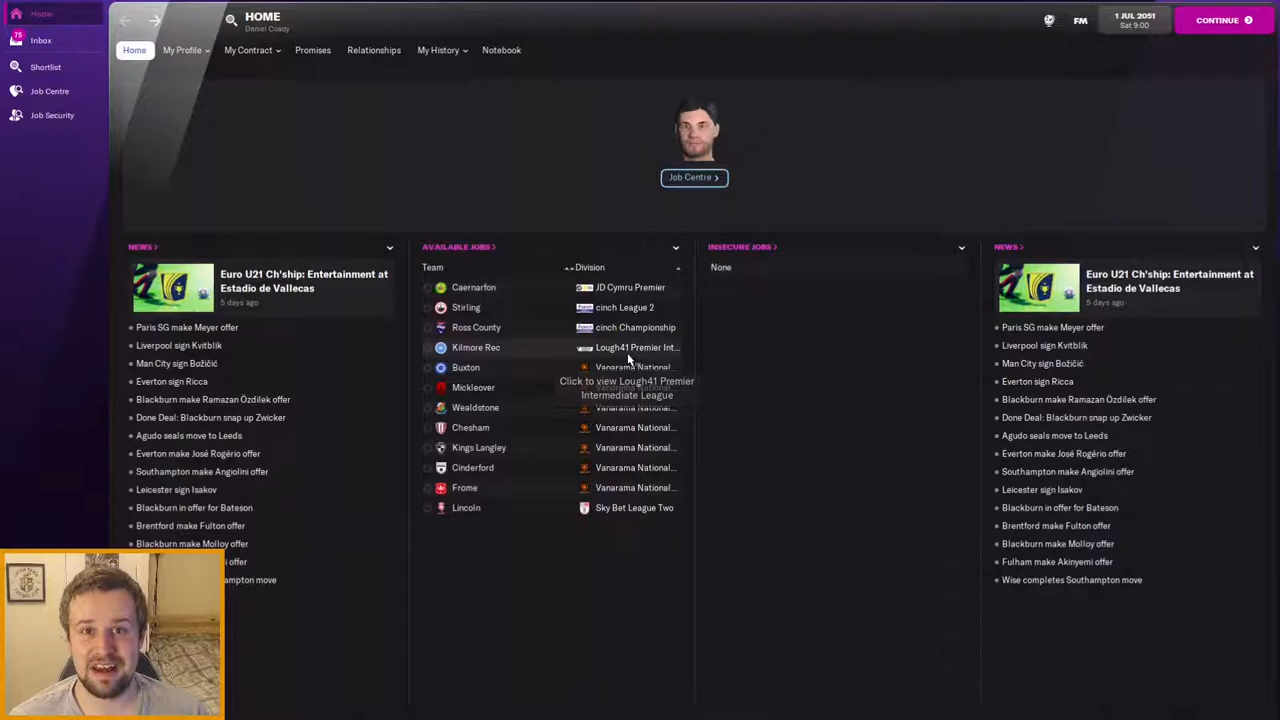 Home
75
Inbox
Shortlist
Job Centre
Job Security
HOME
Daniel Coady
FM
1 JUL 2051
Sat 9:00
CONTINUE
Home
My Profile
My Contract
Promises
Relationships
My History
Notebook
Job Centre >
NEWS >
Euro U21 Ch'ship: Entertainment at
Estadio de Vallecas
5 days ago
Paris SG make Meyer offer
Liverpool sign Kvitblik
Man City sign Božičić
Everton sign Ricca
Blackburn make Ramazan Özdilek offer
Done Deal: Blackburn snap up Zwicker
Agudo seals move to Leeds
Everton make José Rogério offer
Southampton make Angiolini offer
Leicester sign Isakov
Blackburn in offer for Bateson
Brentford make Fulton offer
Blackburn make Molloy offer
AVAILABLE JOBS >
Team Division
Caernarfon JD Cymru Premier
Stirling cinch League 2
Ross County cinch Championship
Kilmore Rec Lough41 Premier Int...
Buxton Vanarama National...
Mickleover
Wealdstone Vanarama National...
Chesham Vanarama National...
Kings Langley Vanarama National...
Cinderford Vanarama National...
Frome Vanarama National...
Lincoln Sky Bet League Two
Click to view Lough41 Premier
Intermediate League
INSECURE JOBS >
None
NEWS >
Euro U21 Ch'ship: Entertainment at
Estadio de Vallecas
5 days ago
Paris SG make Meyer offer
Liverpool sign Kvitblik
Man City sign Božičić
Everton sign Ricca
Blackburn make Ramazan Özdilek offer
Done Deal: Blackburn snap up Zwicker
Agudo seals move to Leeds
Everton make José Rogério offer
Southampton make Angiolini offer
Leicester sign Isakov
Blackburn in offer for Bateson
Brentford make Fulton offer
Blackburn make Molloy offer
Fulham make Akinyemi offer
Wise completes Southampton move